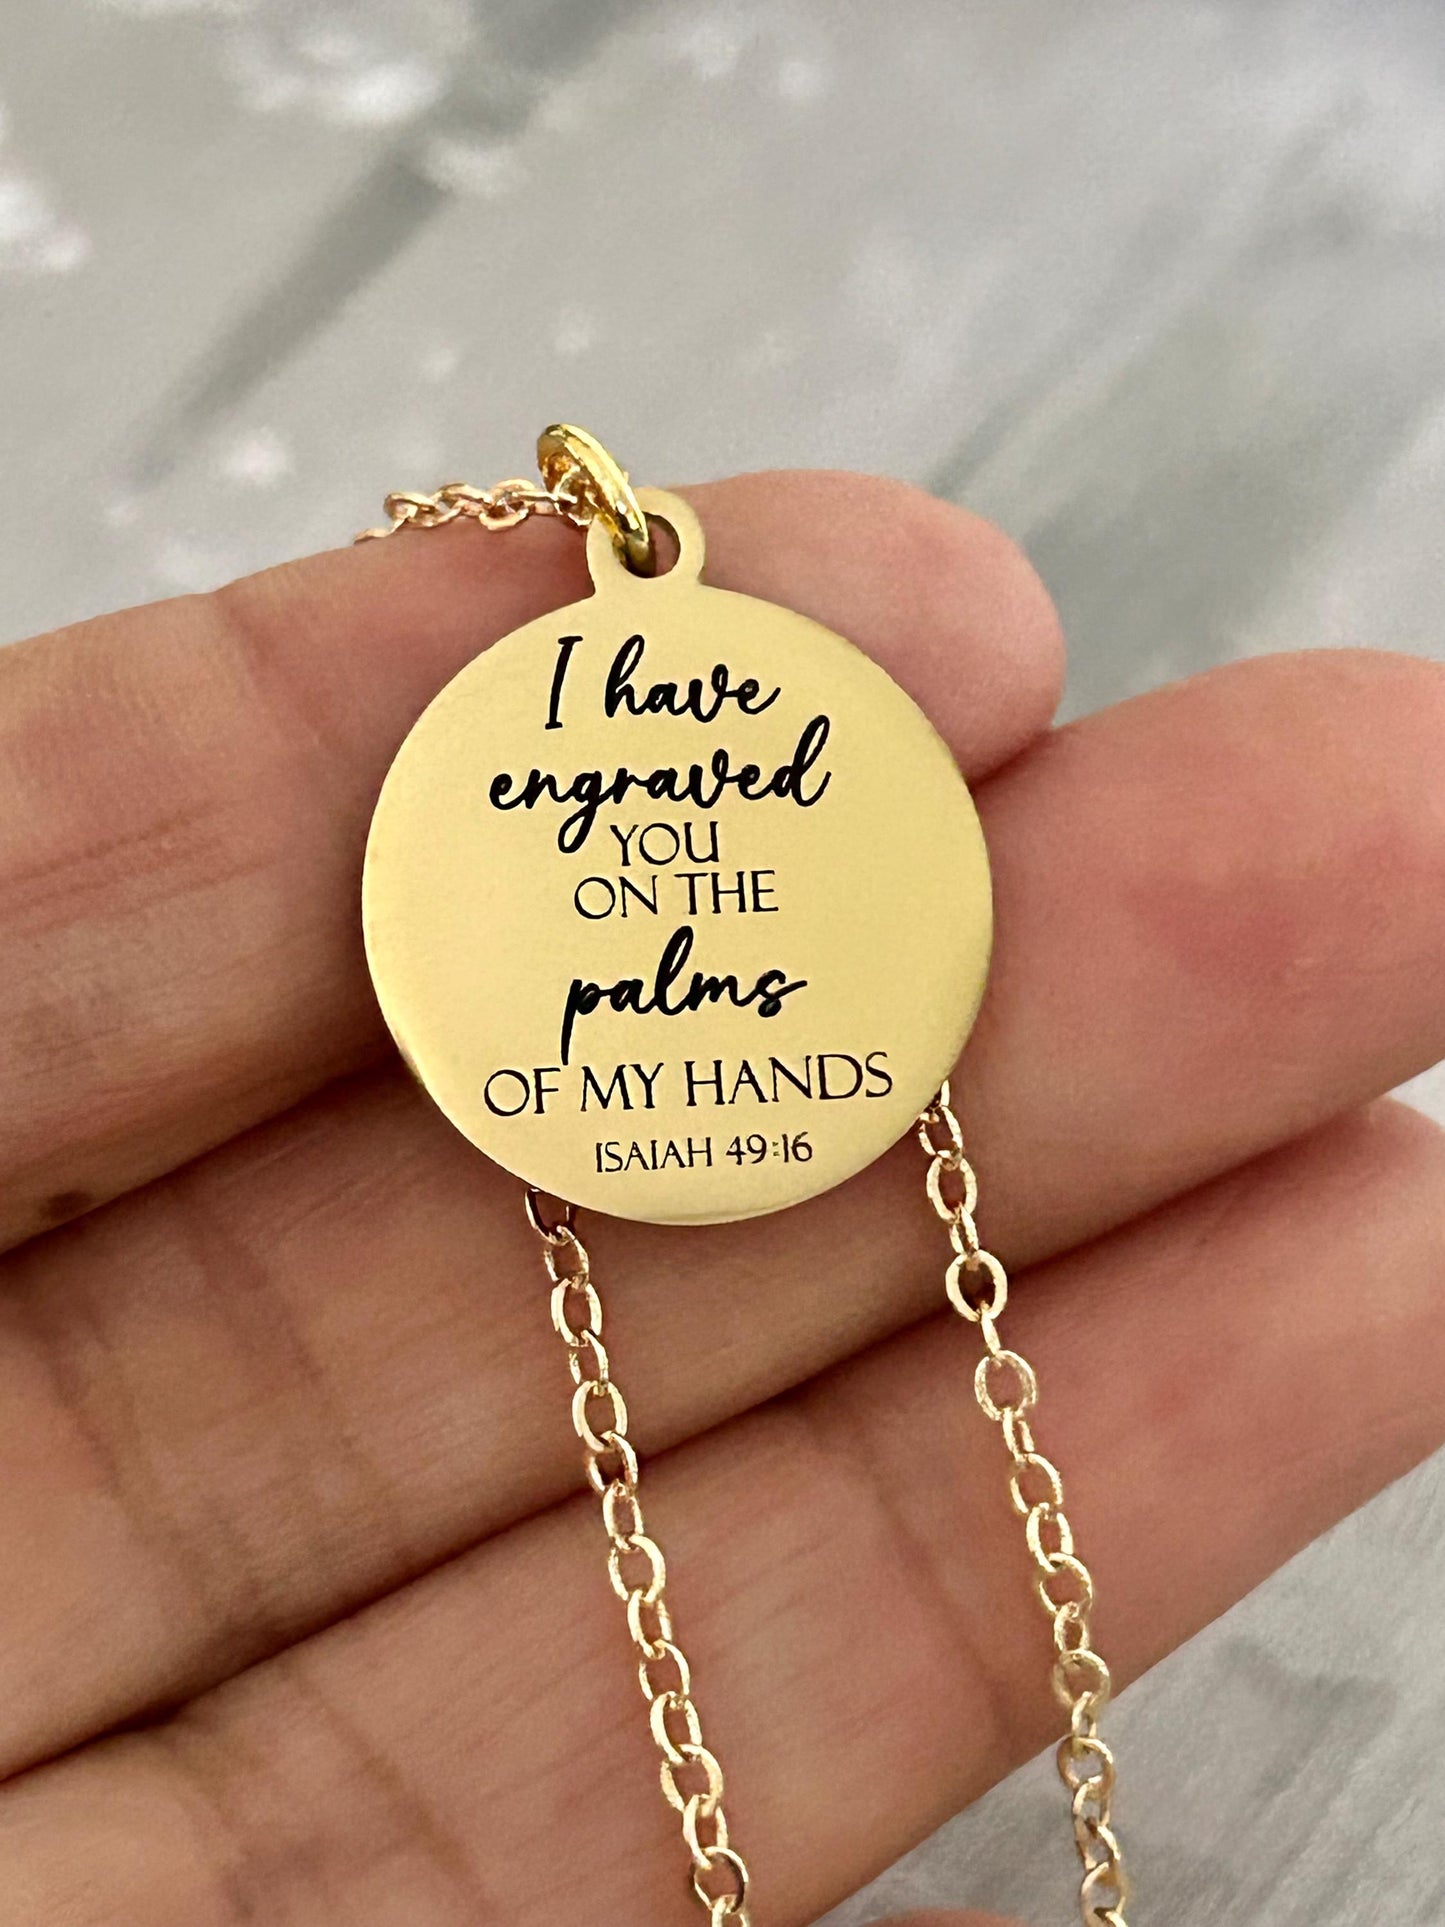 I have
engraved
YOU
ON THE
palms
OF MY HANDS
ISAIAH 49:16